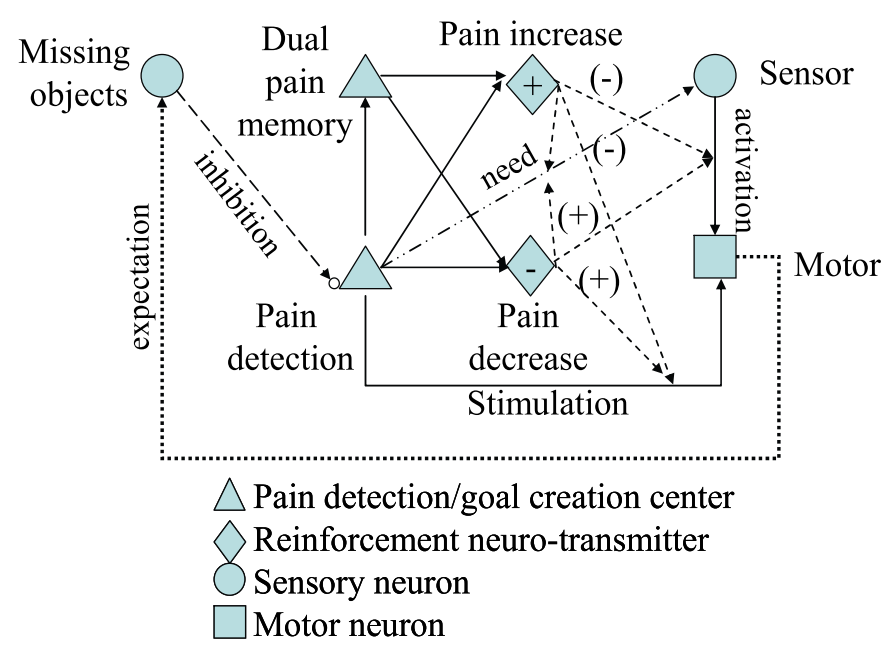 Missing
objects
Dual
pain
memory
Pain increase
+
(-)
Sensor
(-)
need
activation
inhibition
(+)
expectation
-
(+)
Motor
Pain
detection
Pain
decrease
Stimulation
Pain detection/goal creation center
Reinforcement neuro-transmitter
Sensory neuron
Motor neuron